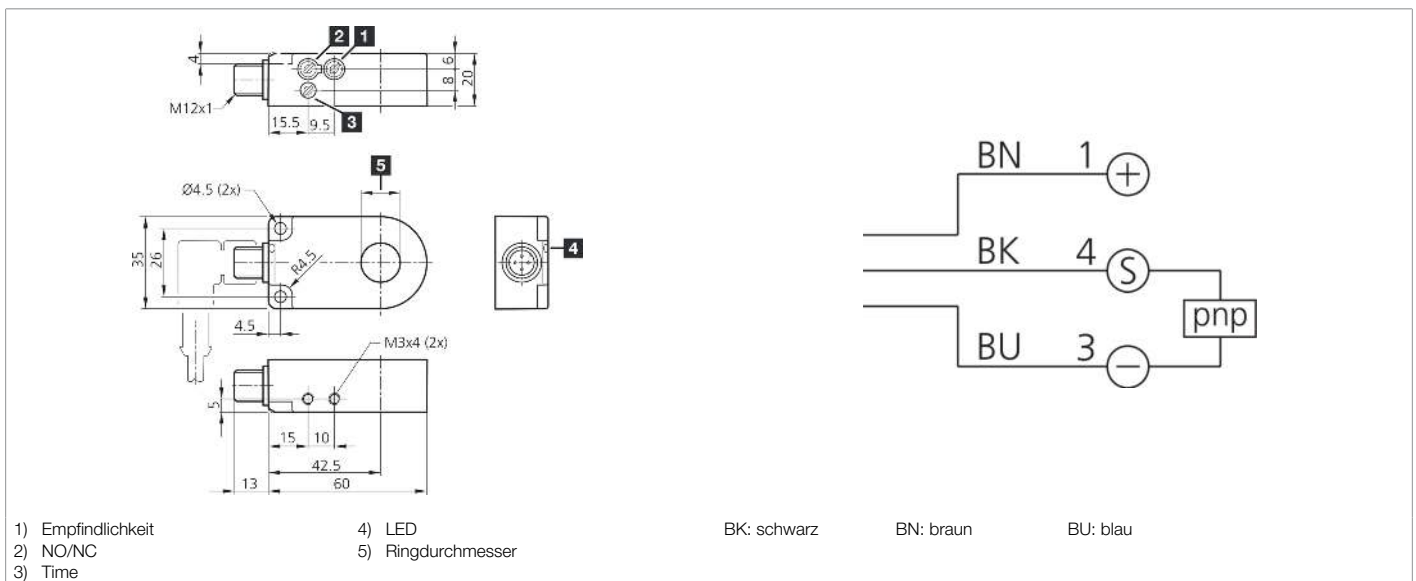 2 1
4
6
8
20
M12x1
15.5 9.5 3
5
Ø4.5 (2x)
35
26
R4.5
4
4.5
M3x4 (2x)
5
15 10
42.5
13 60
BN 1 +
BK 4 S
pnp
BU 3 −
1) Empfindlichkeit
2) NO/NC
3) Time
4) LED
5) Ringdurchmesser
BK: schwarz BN: braun BU: blau